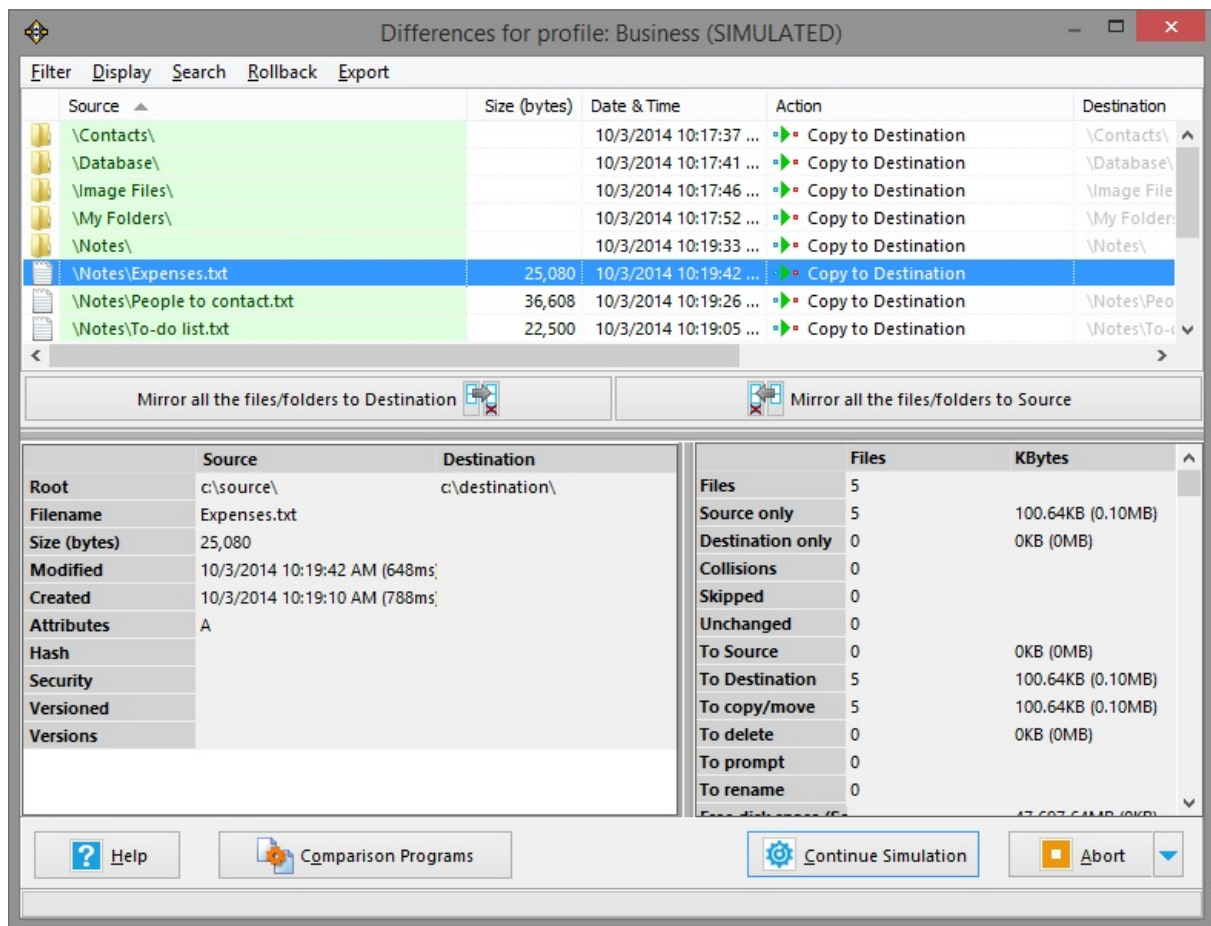 Differences for profile: Business (SIMULATED)
Filter Display Search Rollback Export
Source Size (bytes) Date & Time Action Destination
\Contacts\ 10/3/2014 10:17:37 ... Copy to Destination \Contacts\
\Database\ 10/3/2014 10:17:41 ... Copy to Destination \Database\
\Image Files\ 10/3/2014 10:17:46 ... Copy to Destination \Image File
\My Folders\ 10/3/2014 10:17:52 ... Copy to Destination \My Folder
\Notes\ 10/3/2014 10:19:33 ... Copy to Destination \Notes\
\Notes\Expenses.txt 25,080 10/3/2014 10:19:42 ... Copy to Destination
\Notes\People to contact.txt 36,608 10/3/2014 10:19:26 ... Copy to Destination \Notes\Peo
\Notes\To-do list.txt 22,500 10/3/2014 10:19:05 ... Copy to Destination \Notes\To-
Mirror all the files/folders to Destination Mirror all the files/folders to Source
Source Destination
Root c:\source\ c:\destination\
Filename Expenses.txt
Size (bytes) 25,080
Modified 10/3/2014 10:19:42 AM (648ms)
Created 10/3/2014 10:19:10 AM (788ms)
Attributes A
Hash
Security
Versioned
Versions
Files KBytes
Files 5
Source only 5 100.64KB (0.10MB)
Destination only 0 0KB (0MB)
Collisions 0
Skipped 0
Unchanged 0
To Source 0 0KB (0MB)
To Destination 5 100.64KB (0.10MB)
To copy/move 5 100.64KB (0.10MB)
To delete 0 0KB (0MB)
To prompt 0
To rename 0
Help Comparison Programs Continue Simulation Abort